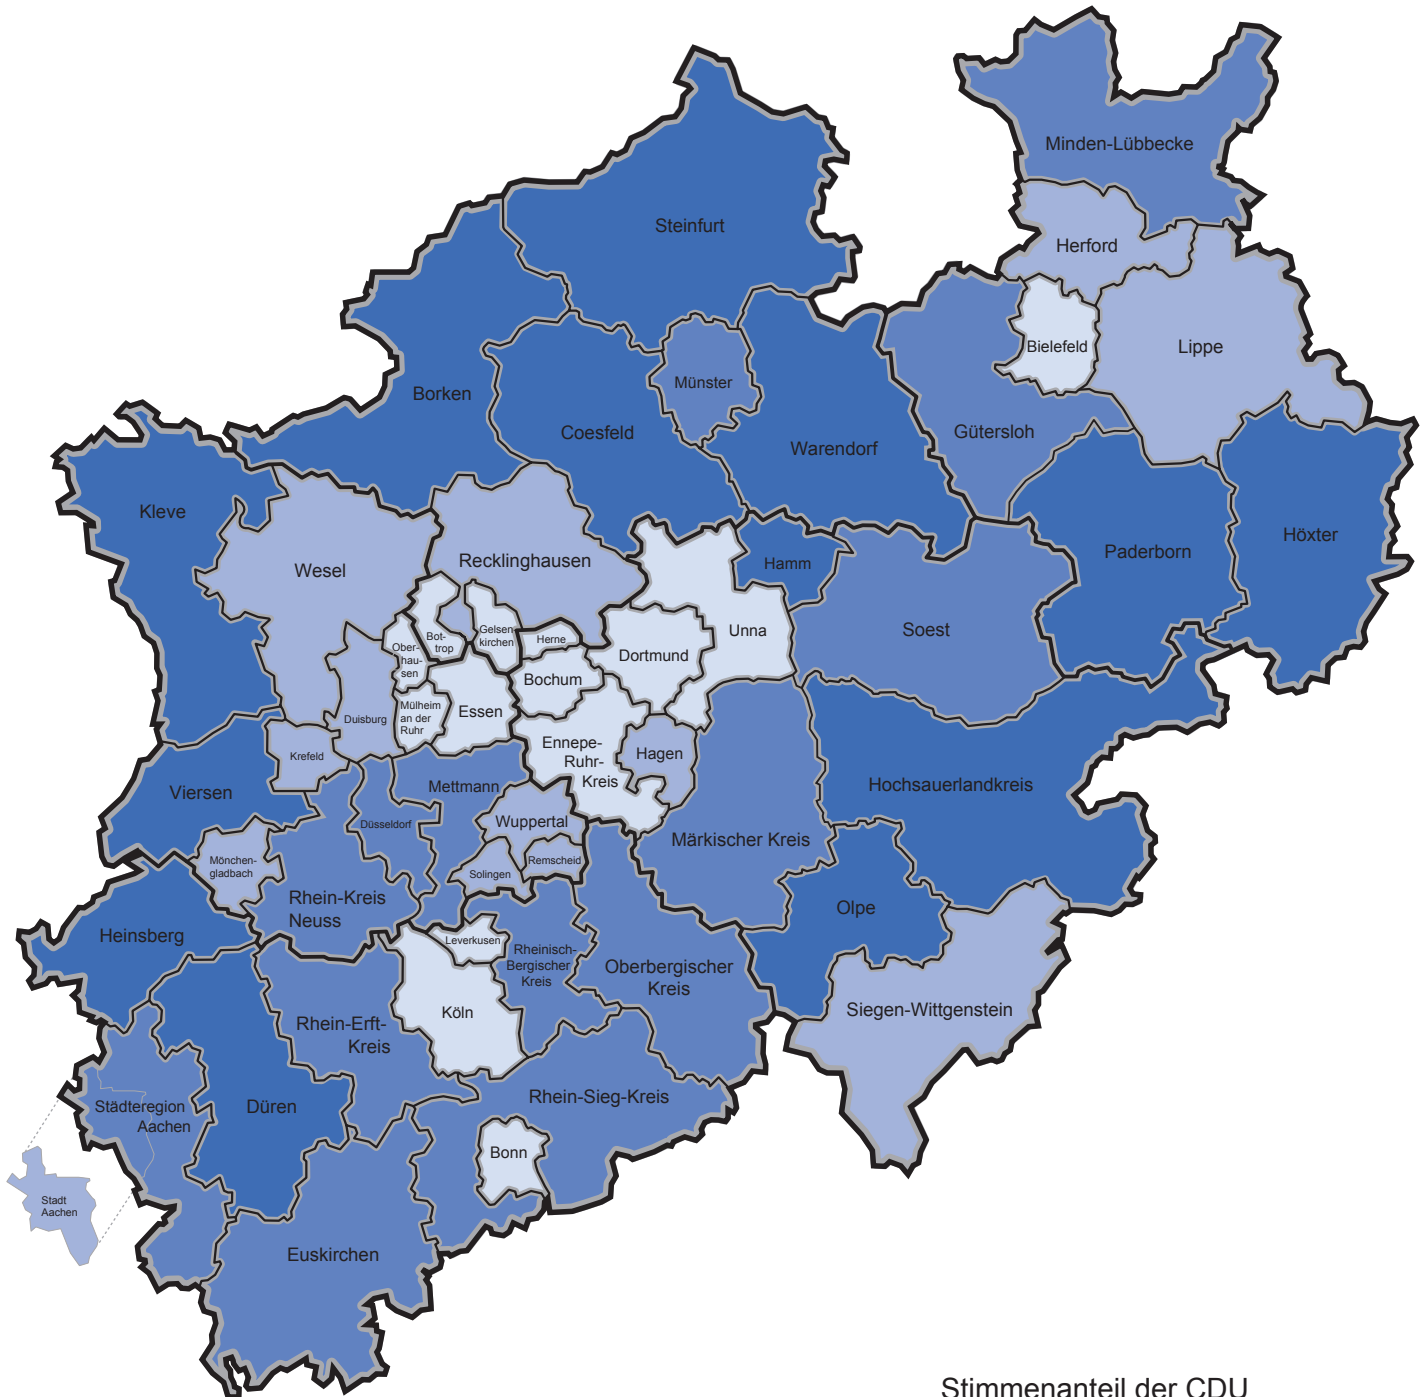 Minden-Lübbecke
Steinfurt
Herford
Bielefeld
Lippe
Münster
Borken
Coesfeld
Gütersloh
Warendorf
Kleve
Höxter
Paderborn
Recklinghausen
Hamm
Wesel
Gelsen-
kirchen
Unna
Soest
Bot-
trop
Herne
Ober-
hau-
sen
Dortmund
Bochum
Mülheim
an der
Ruhr
Essen
Duisburg
Ennepe-
Ruhr-
Kreis
Hagen
Krefeld
Hochsauerlandkreis
Mettmann
Viersen
Düsseldorf
Wuppertal
Märkischer Kreis
Mönchen-
gladbach
Solingen
Remscheid
Rhein-Kreis
Neuss
Olpe
Heinsberg
Leverkusen
Rheinisch-
Bergischer
Kreis
Oberbergischer
Kreis
Köln
Siegen-Wittgenstein
Rhein-Erft-
Kreis
Rhein-Sieg-Kreis
Städteregion
Aachen
Düren
Bonn
Stadt
Aachen
Euskirchen
Stimmenanteil der CDU